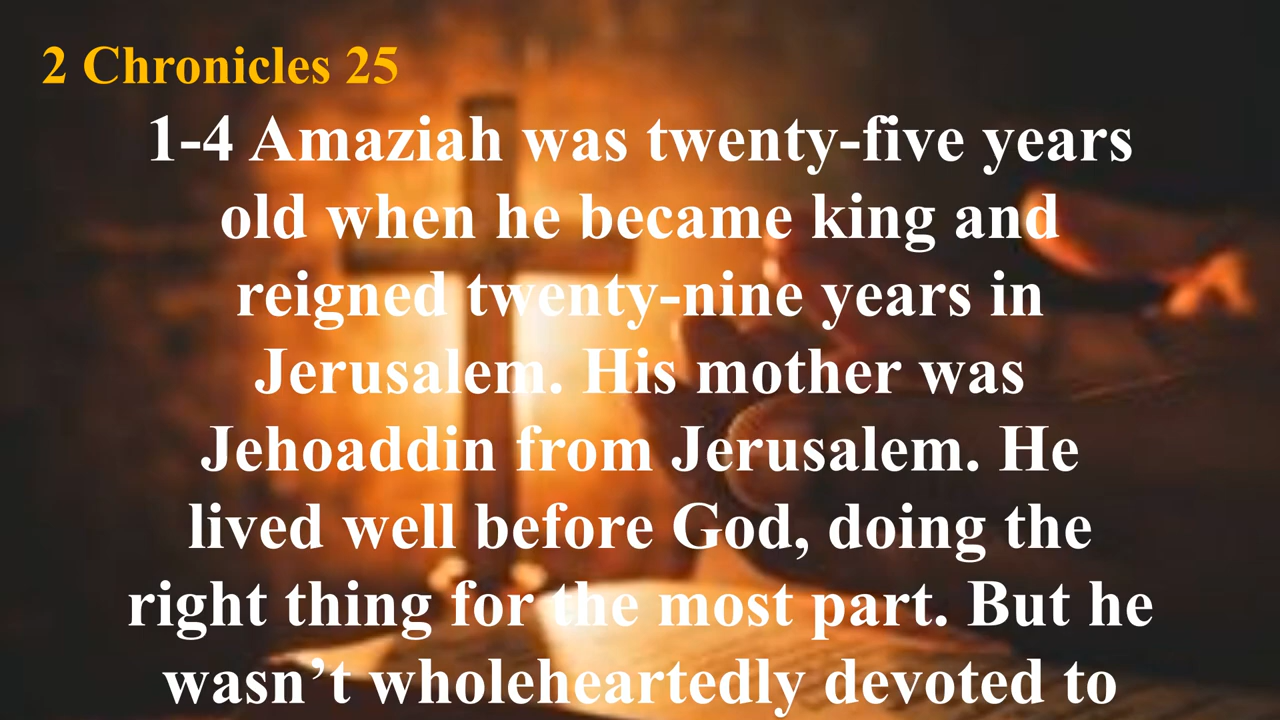 2 Chronicles 25
1-4 Amaziah was twenty-five years
old when he became king and
reigned twenty-nine years in
Jerusalem. His mother was
Jehoaddin from Jerusalem. He
lived well before God, doing the
right thing for the most part. But he
wasn’t wholeheartedly devoted to